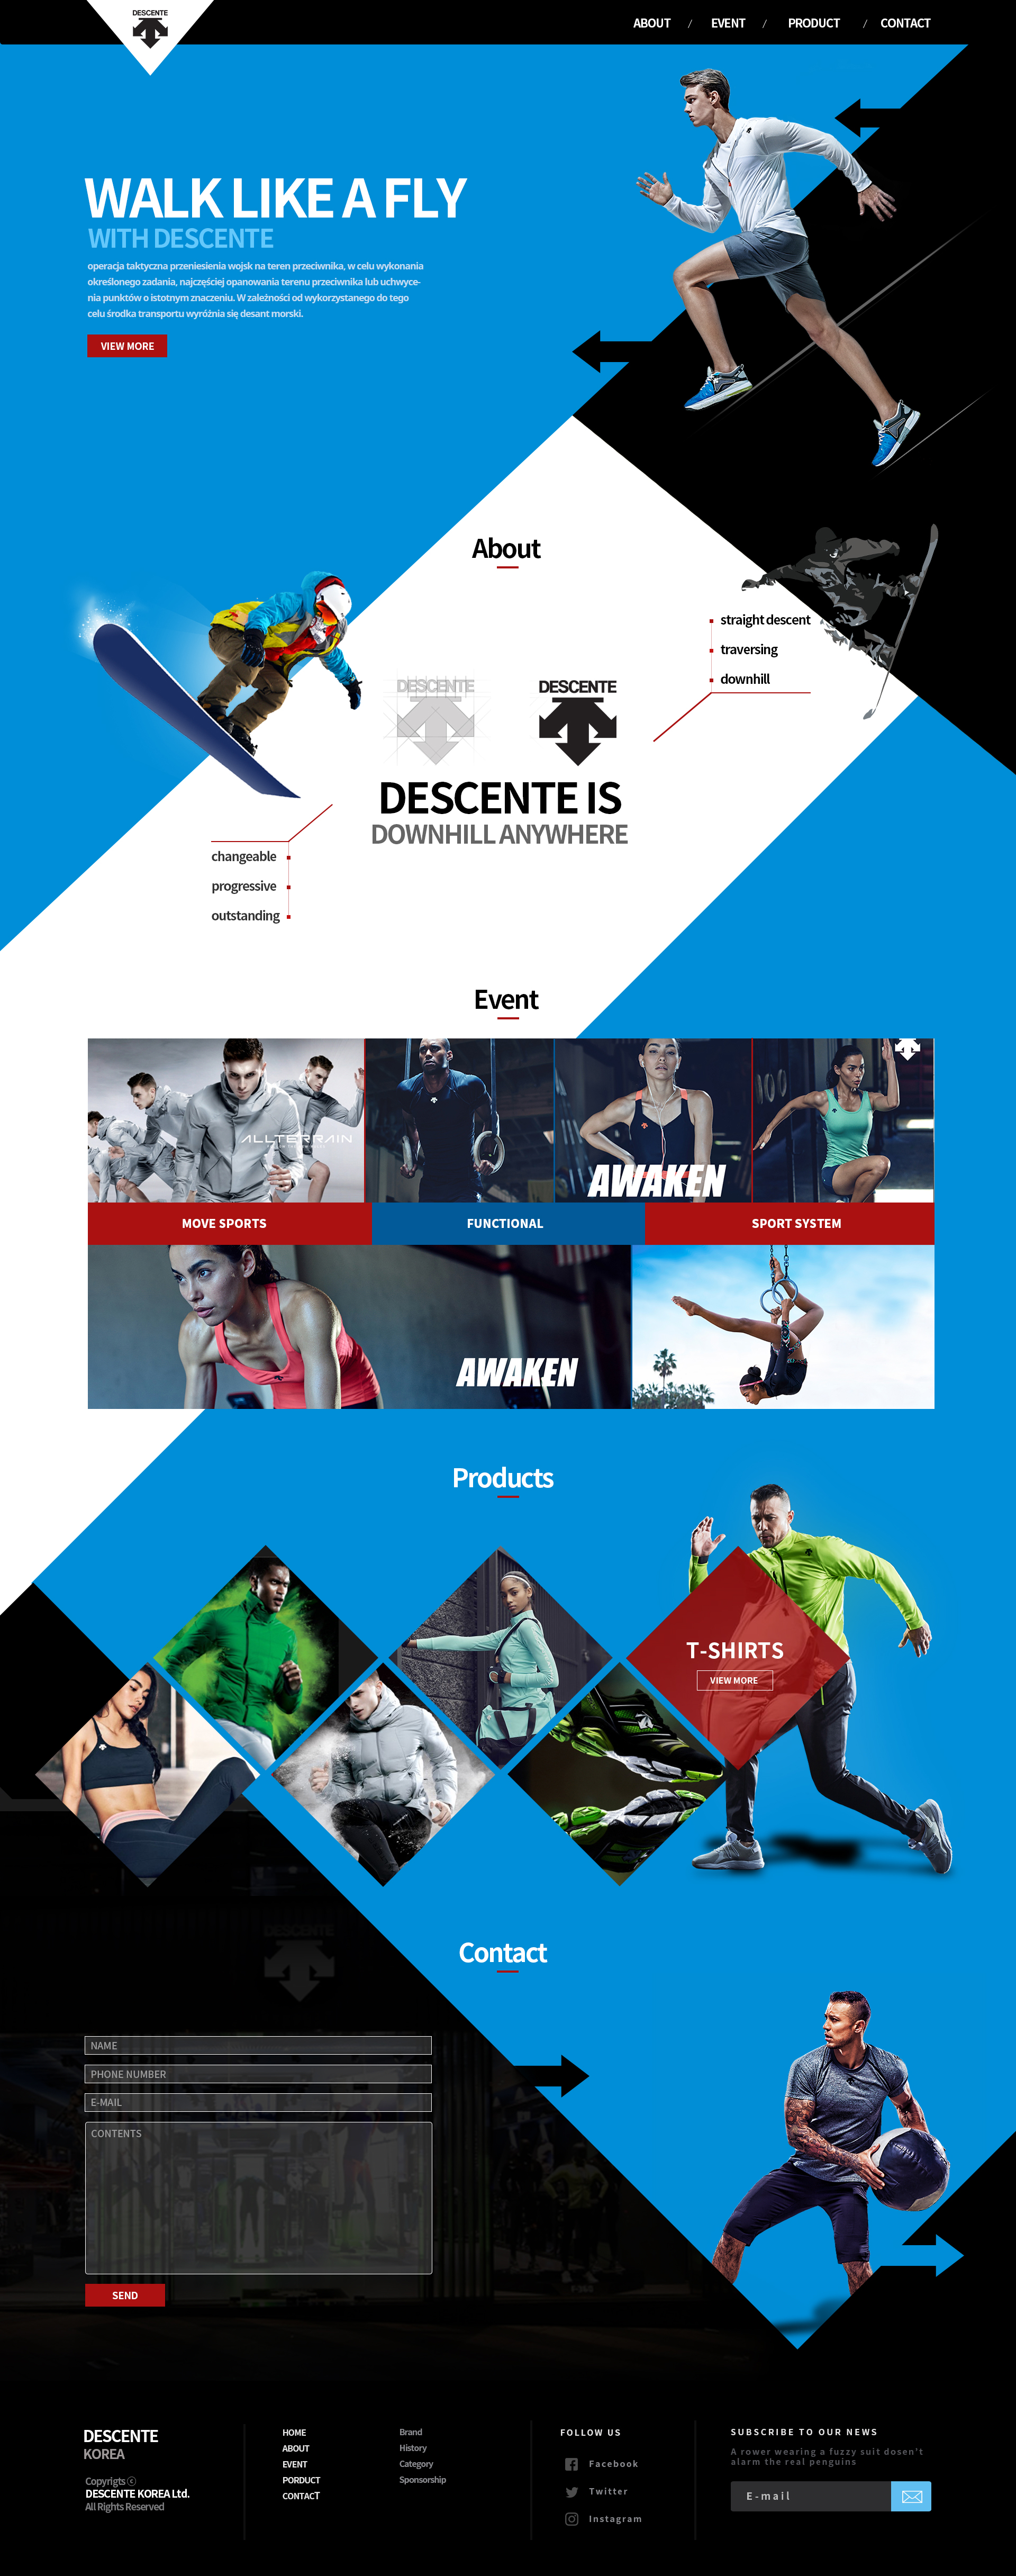 DESCENTE
ABOUT / EVENT / PRODUCT / CONTACT
WALK LIKE A FLY
WITH DESCENTE
operacja taktyczna przeniesienia wojsk na teren przeciwnika, w celu wykonania
określonego zadania, najczęściej opanowania terenu przeciwnika lub uchwyce-
nia punktów o istotnym znaczeniu. W zależności od wykorzystanego do tego
celu środka transportu wyróżnia się desant morski.
VIEW MORE
About
straight descent
traversing
downhill
DESCENTE
DESCENTE
DESCENTE IS
DOWNHILL ANYWHERE
changeable
progressive
outstanding
Event
ALLTERRAIN
AWAKEN
MOVE SPORTS
FUNCTIONAL
SPORT SYSTEM
AWAKEN
Products
T-SHIRTS
VIEW MORE
DESCENTE
Contact
NAME
PHONE NUMBER
E-MAIL
CONTENTS
SEND
DESCENTE
KOREA
Copyrigts ⓒ
DESCENTE KOREA Ltd.
All Rights Reserved
HOME
ABOUT
EVENT
PORDUCT
CONTACT
Brand
History
Category
Sponsorship
FOLLOW US
Facebook
Twitter
Instagram
SUBSCRIBE TO OUR NEWS
A rower wearing a fuzzy suit dosen't
alarm the real penguins
E-mail